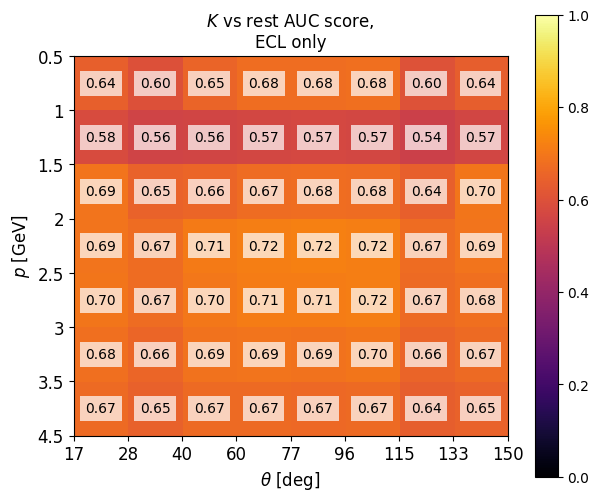 K vs rest AUC score,
ECL only
0.5
0.64 0.60 0.65 0.68 0.68 0.68 0.60 0.64
1
0.58 0.56 0.56 0.57 0.57 0.57 0.54 0.57
1.5
0.69 0.65 0.66 0.67 0.68 0.68 0.64 0.70
2
0.69 0.67 0.71 0.72 0.72 0.72 0.67 0.69
2.5
0.70 0.67 0.70 0.71 0.71 0.72 0.67 0.68
3
0.68 0.66 0.69 0.69 0.69 0.70 0.66 0.67
3.5
0.67 0.65 0.67 0.67 0.67 0.67 0.64 0.65
4.5
17 28 40 60 77 96 115 133 150
θ [deg]
p [GeV]
1.0
0.8
0.6
0.4
0.2
0.0